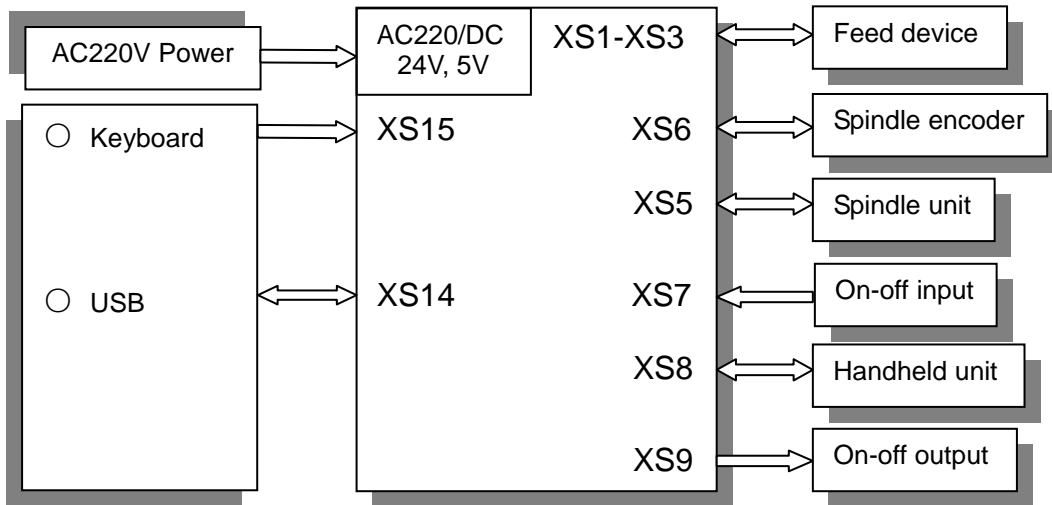 AC220V Power
AC220/DC
24V, 5V
XS1-XS3
Feed device
Keyboard
XS15
XS6
Spindle encoder
XS5
Spindle unit
USB
XS14
XS7
On-off input
XS8
Handheld unit
XS9
On-off output